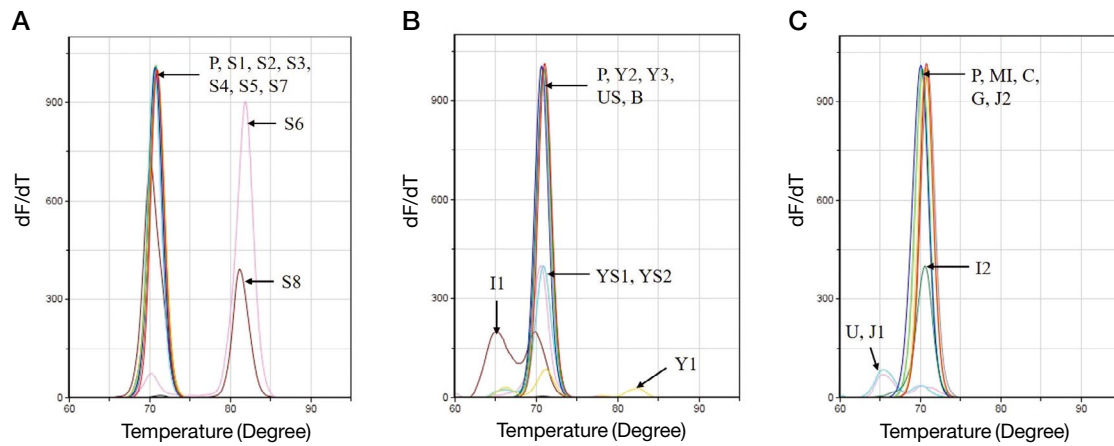 A
dF/dT
900
600
300
0
60
70
80
90
P, S1, S2, S3,
S4, S5, S7
S6
S8
Temperature (Degree)
B
dF/dT
900
600
300
0
60
70
80
90
P, Y2, Y3,
US, B
YS1, YS2
I1
Y1
Temperature (Degree)
C
dF/dT
900
600
300
0
60
70
80
90
P, MI, C,
G, J2
I2
U, J1
Temperature (Degree)